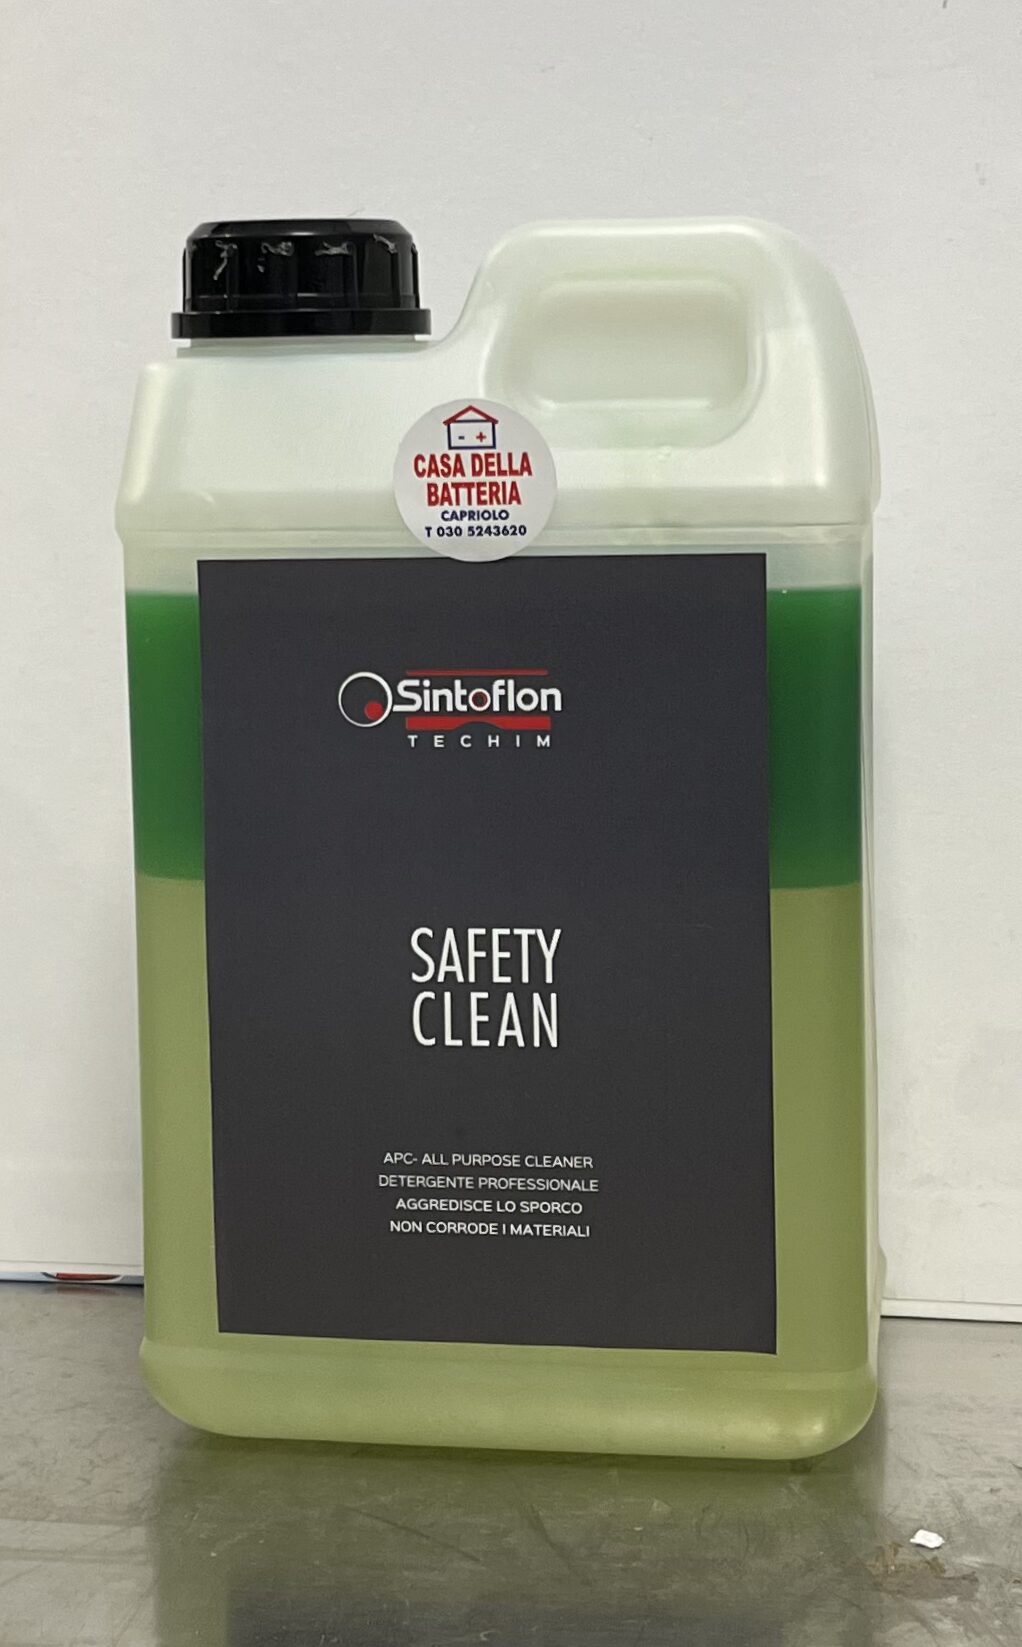 - +
CASA DELLA
BATTERIA
CAPRIOLO
T 030 5243620
Sintoflon
TECHIM
SAFETY
CLEAN
APC- ALL PURPOSE CLEANER
DETERGENTE PROFESSIONALE
AGGREDISCE LO SPORCO
NON CORRODE I MATERIALI